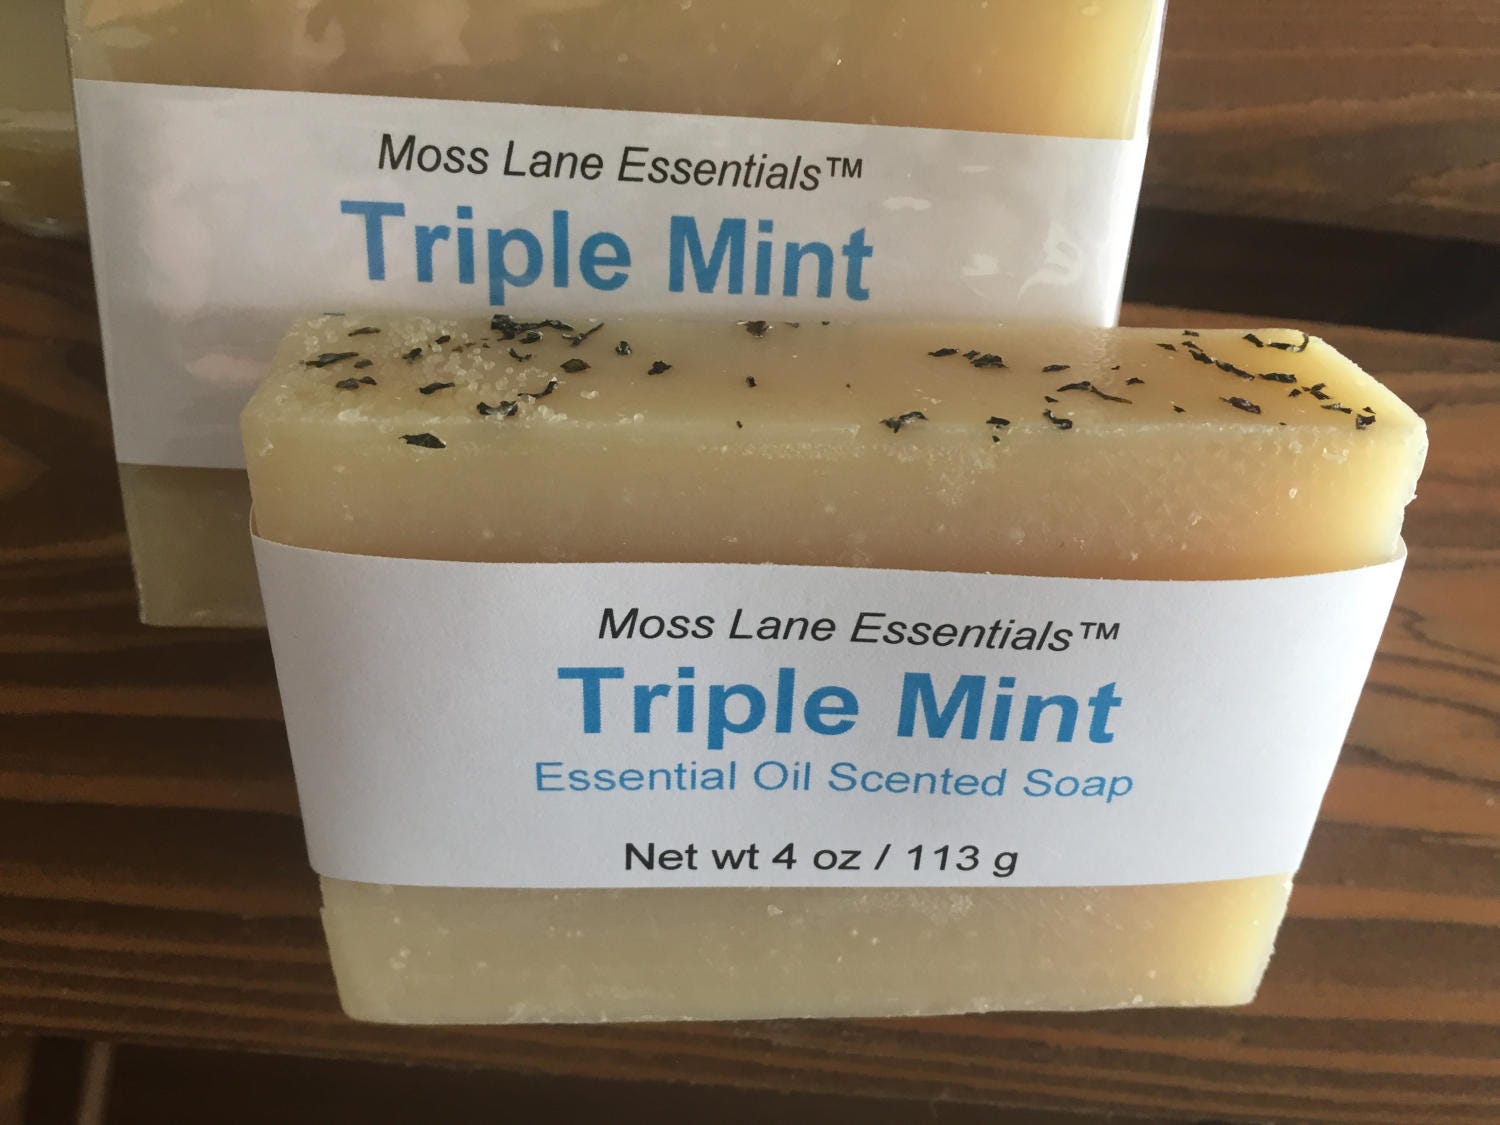 Moss Lane Essentials™
Triple Mint
Moss Lane Essentials™
Triple Mint
Essential Oil Scented Soap
Net wt 4 oz / 113 g